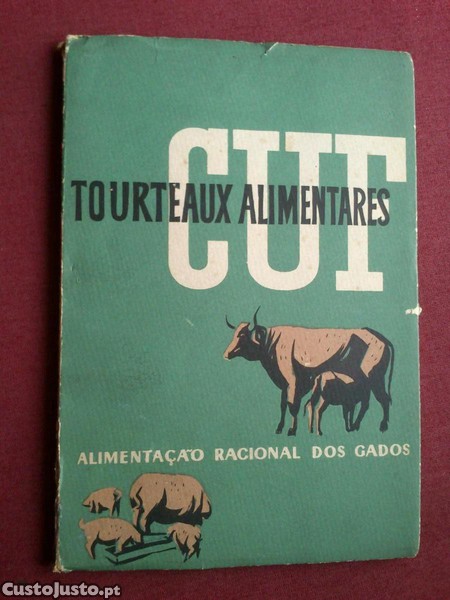 CUF
TOURTEAUX ALIMENTARES
ALIMENTAÇÃO RACIONAL DOS GADOS
CustoJusto.pt